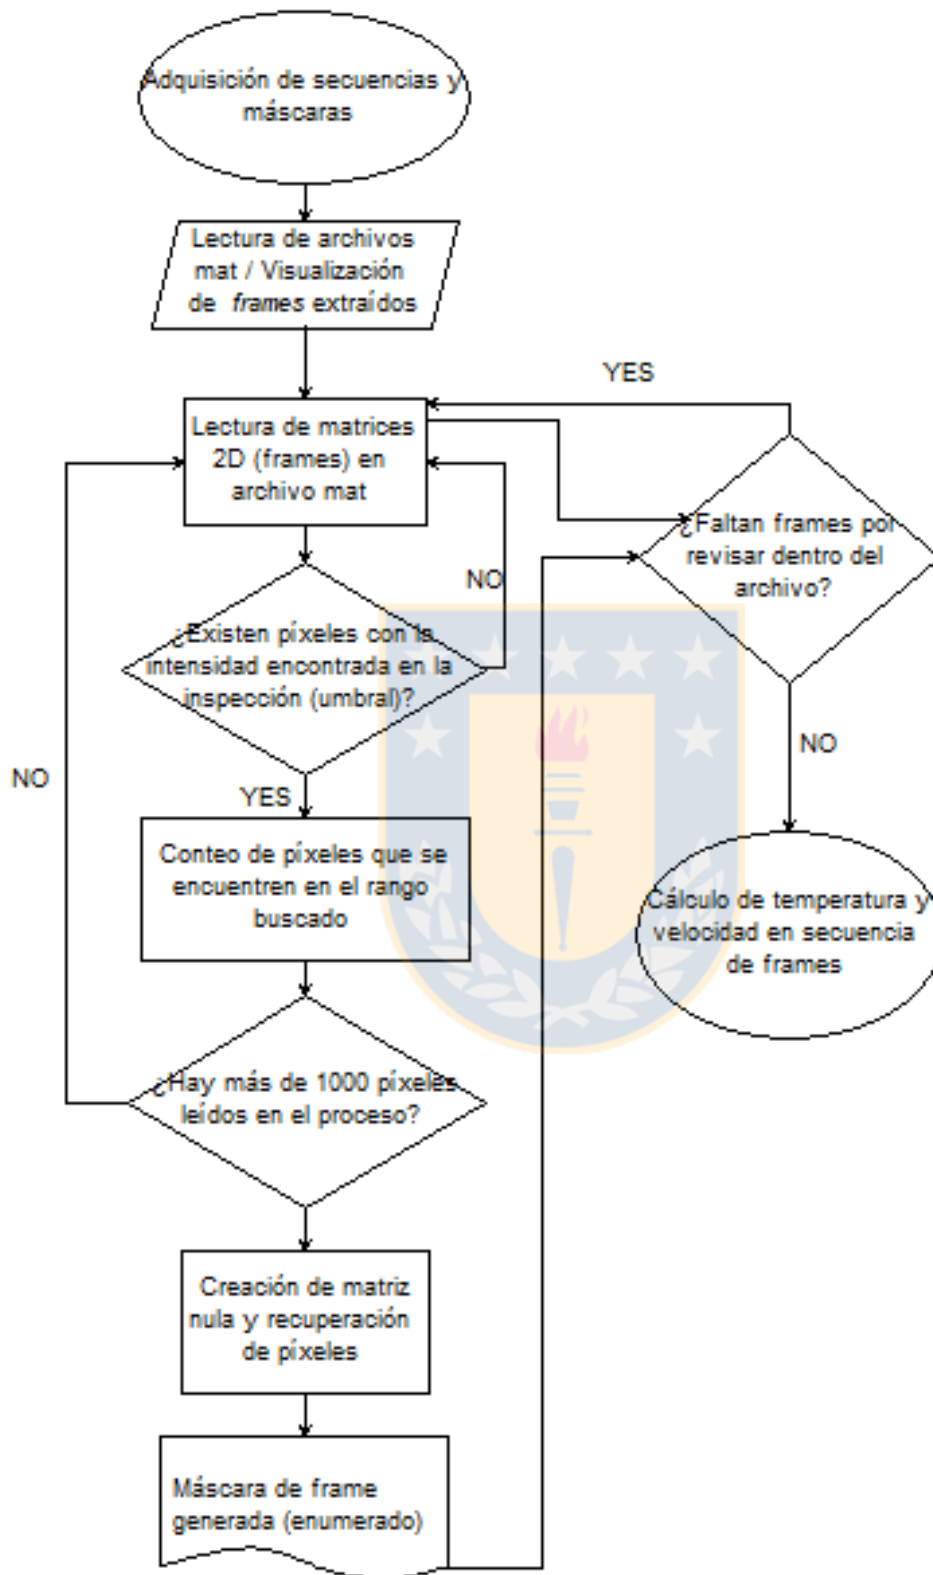 Adquisición de secuencias y
máscaras
Lectura de archivos
mat / Visualización
de frames extraídos
YES
Lectura de matrices
2D (frames) en
archivo mat
¿Faltan frames por
revisar dentro del
archivo?
NO
¿Existen píxeles con la
intensidad encontrada en la
inspección (umbral)?
NO
NO
YES
Conteo de píxeles que se
encuentren en el rango
buscado
Cálculo de temperatura y
velocidad en secuencia
de frames
¿Hay más de 1000 píxeles
leídos en el proceso?
Creación de matriz
nula y recuperación
de píxeles
Máscara de frame
generada (enumerado)